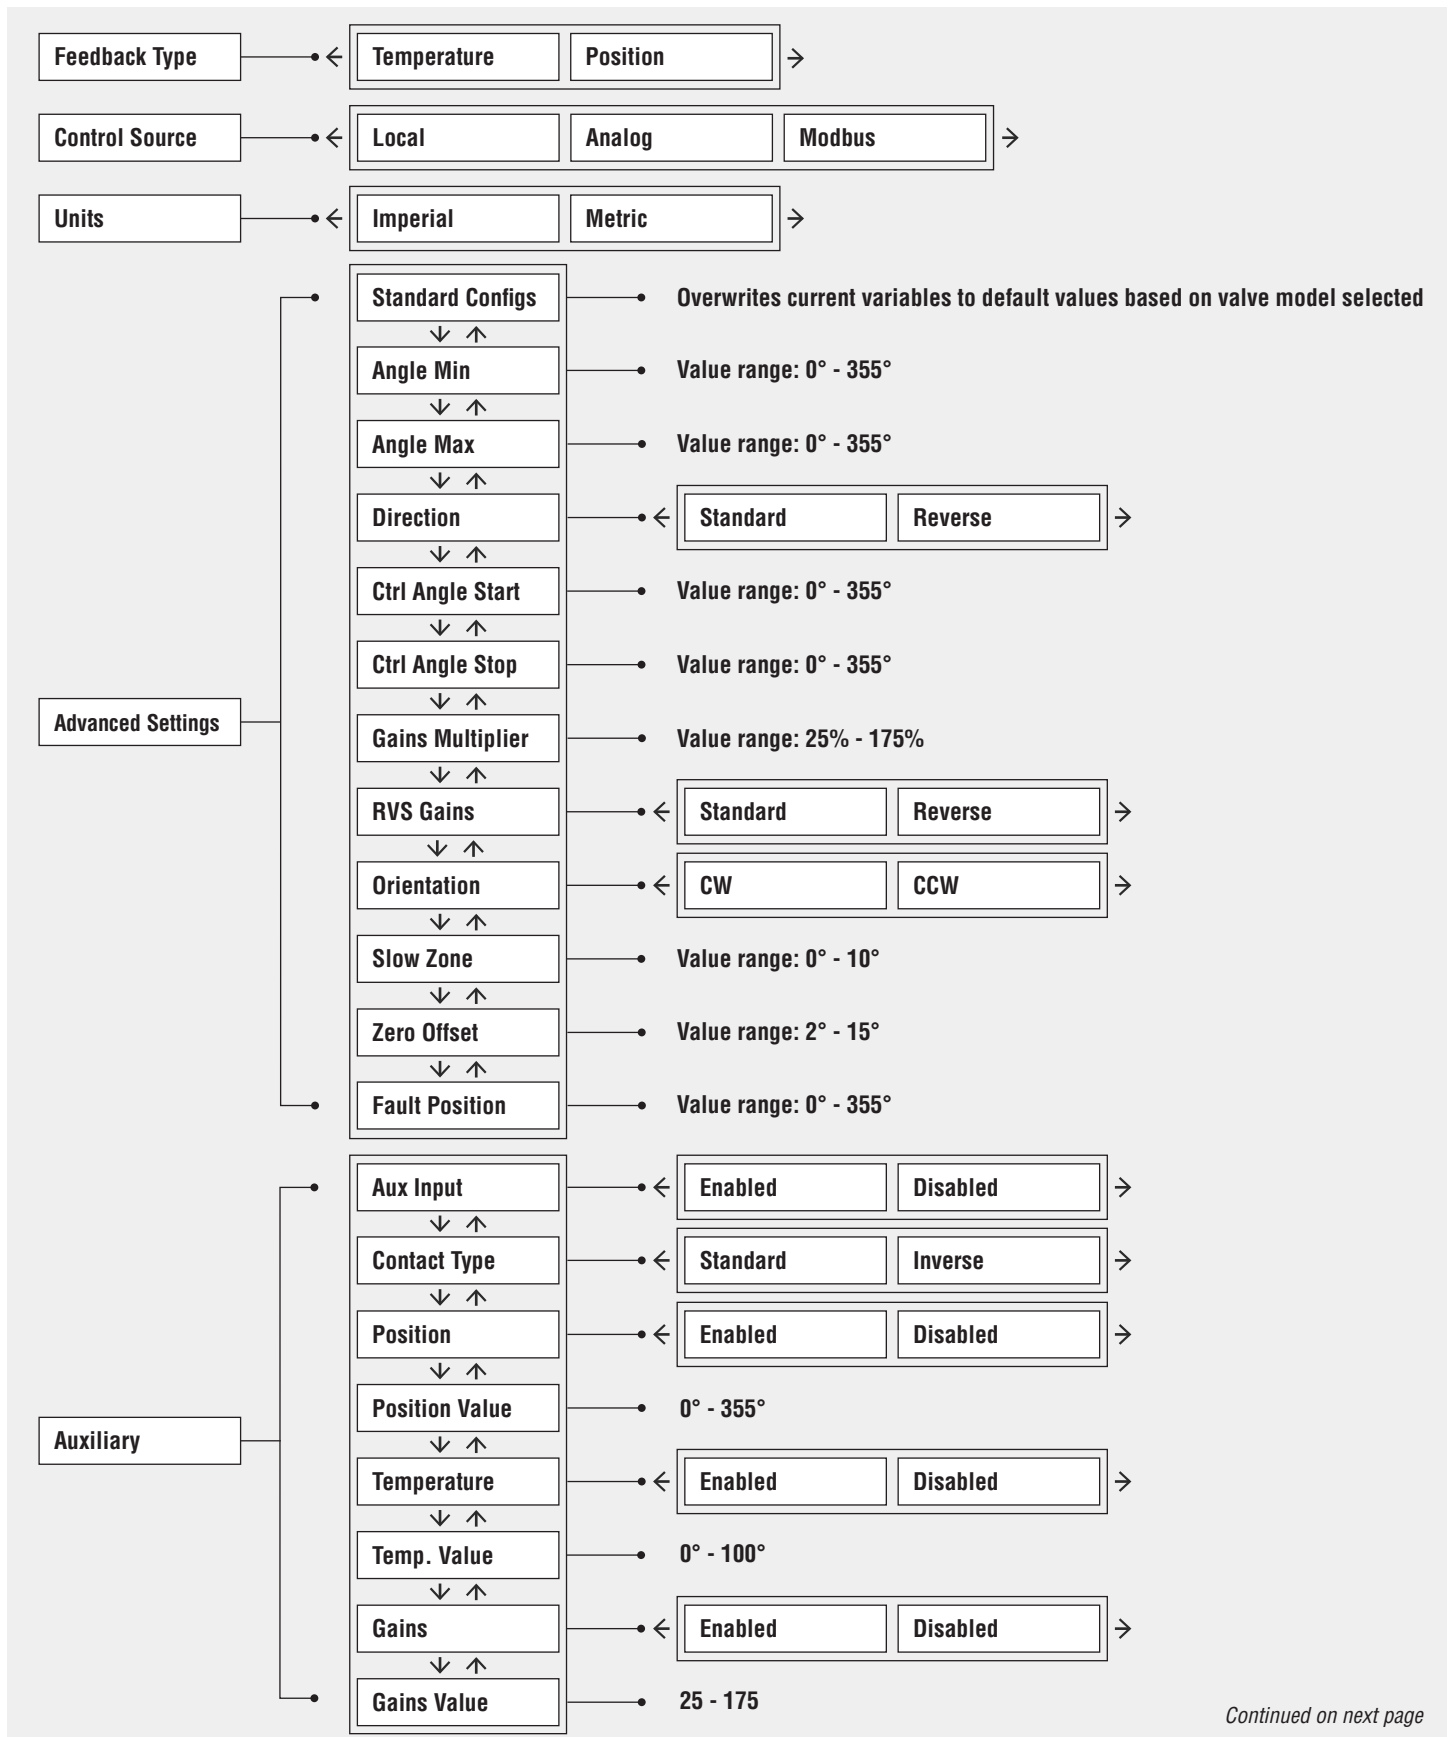 Feedback Type Temperature Position
Control Source Local Analog Modbus
Units Imperial Metric
Standard Configs Overwrites current variables to default values based on valve model selected
Angle Min Value range: 0° - 355°
Angle Max Value range: 0° - 355°
Direction Standard Reverse
Ctrl Angle Start Value range: 0° - 355°
Ctrl Angle Stop Value range: 0° - 355°
Advanced Settings
Gains Multiplier Value range: 25% - 175%
RVS Gains Standard Reverse
Orientation CW CCW
Slow Zone Value range: 0° - 10°
Zero Offset Value range: 2° - 15°
Fault Position Value range: 0° - 355°
Aux Input Enabled Disabled
Contact Type Standard Inverse
Position Enabled Disabled
Position Value 0° - 355°
Auxiliary
Temperature Enabled Disabled
Temp. Value 0° - 100°
Gains Enabled Disabled
Gains Value 25 - 175
Continued on next page